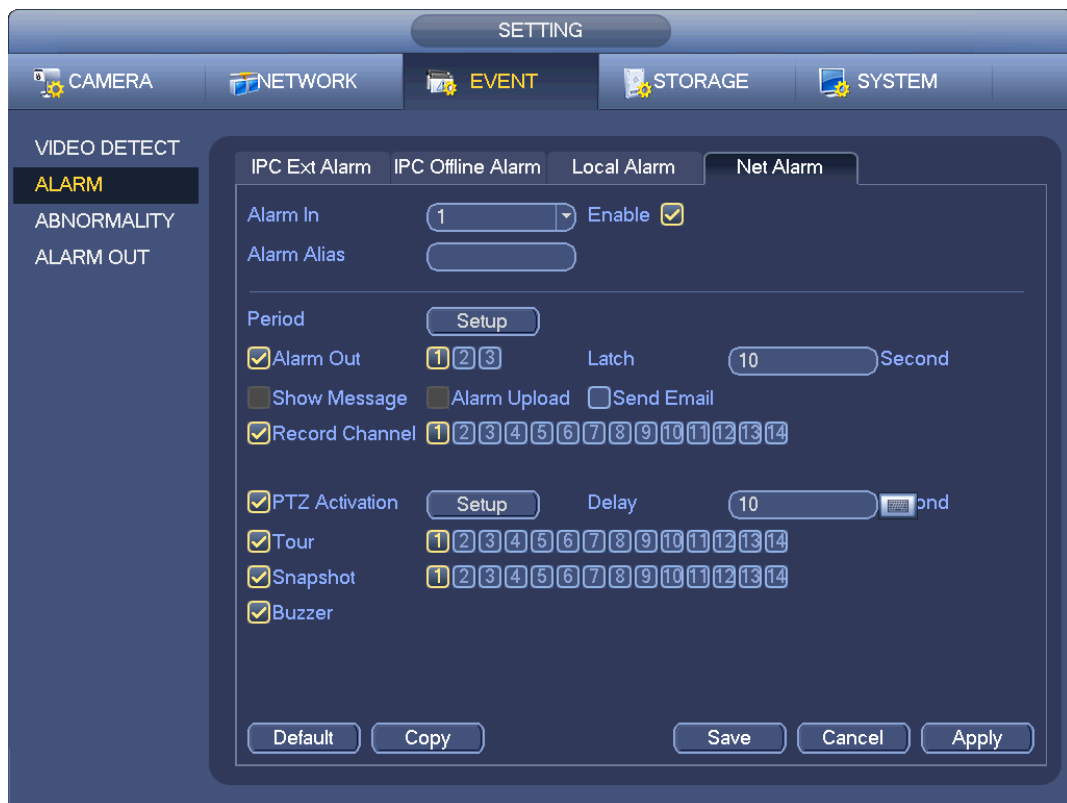 SETTING
CAMERA NETWORK EVENT STORAGE SYSTEM
VIDEO DETECT
ALARM
ABNORMALITY
ALARM OUT
IPC Ext Alarm IPC Offline Alarm Local Alarm Net Alarm
Alarm In 1 Enable
Alarm Alias
Period Setup
Alarm Out 1 2 3 Latch 10 Second
Show Message Alarm Upload Send Email
Record Channel 1 2 3 4 5 6 7 8 9 10 11 12 13 14
PTZ Activation Setup Delay 10 ond
Tour 1 2 3 4 5 6 7 8 9 10 11 12 13 14
Snapshot 1 2 3 4 5 6 7 8 9 10 11 12 13 14
Buzzer
Default Copy Save Cancel Apply